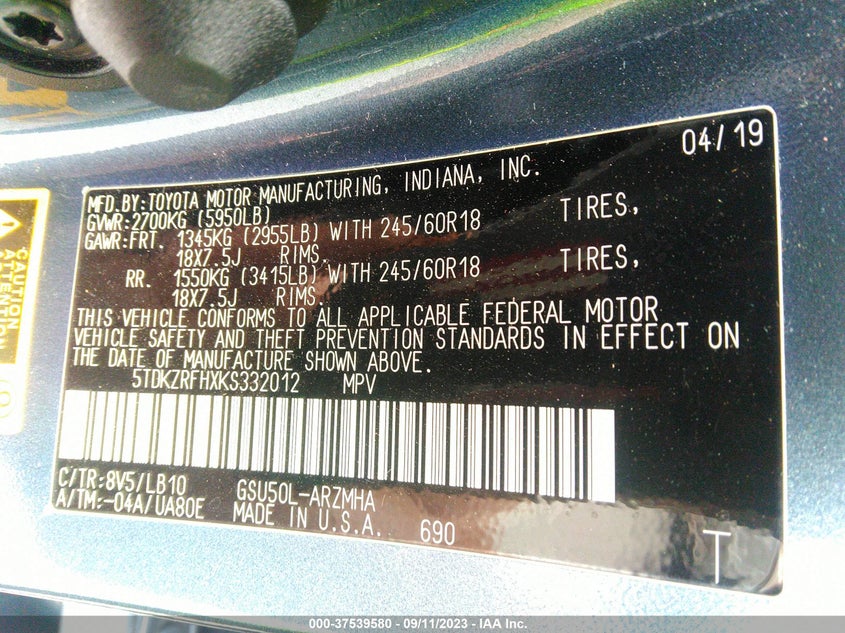 04/19
MFD.BY:TOYOTA MOTOR MANUFACTURING, INDIANA, INC.
GVWR:2700KG (5950LB)
GAWR:FRT. 1345KG (2955LB) WITH 245/60R18 TIRES,
18X7.5J RIMS.
RR. 1550KG (3415LB) WITH 245/60R18 TIRES,
18X7.5J RIMS.
THIS VEHICLE CONFORMS TO ALL APPLICABLE FEDERAL MOTOR
VEHICLE SAFETY AND THEFT PREVENTION STANDARDS IN EFFECT ON
THE DATE OF MANUFACTURE SHOWN ABOVE.
5TDKZRFHXKS332012 MPV
C/TR:8V5/LB10 GSU50L-ARZMHA
A/TM:-04A/UA80E MADE IN U.S.A. 690
T
CAUTION
ATTENTION
000-37539580 - 09/11/2023 - IAA Inc.